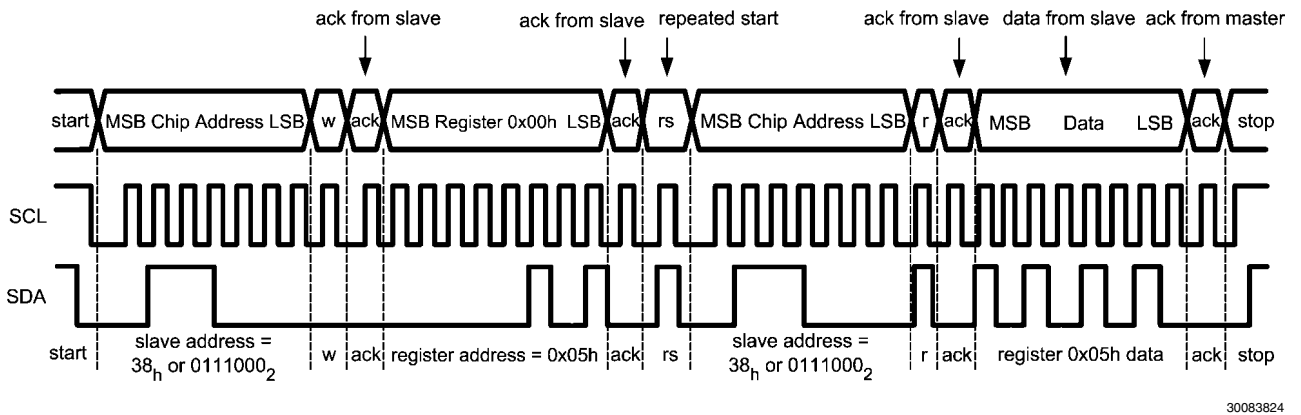 ack from slave ack from slave repeated start ack from slave data from slave ack from master
start MSB Chip Address LSB w ack MSB Register 0x00h LSB ack rs MSB Chip Address LSB r ack MSB Data LSB ack stop
SCL
SDA
start slave address = 38h or 01110002 w ack register address = 0x05h ack rs slave address = 38h or 01110002 r ack register 0x05h data ack stop
30083824